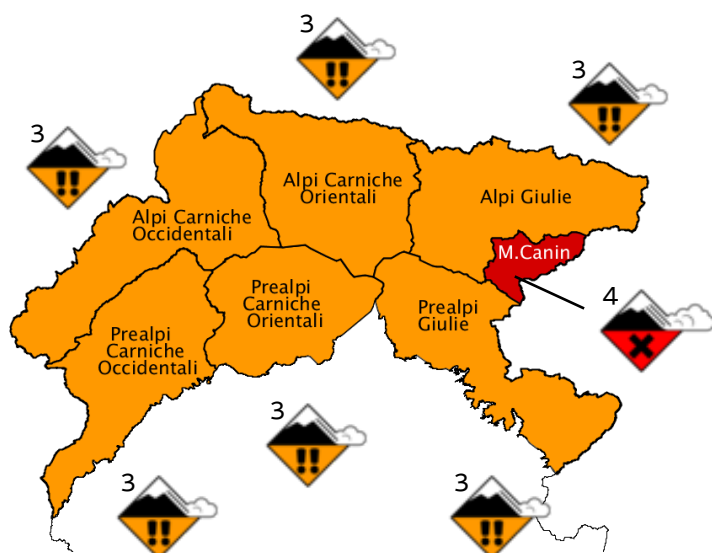 3
3
3
Alpi Carniche
Orientali
Alpi Giulie
Alpi Carniche
Occidentali
M.Canin
Prealpi
Carniche
Orientali
4
Prealpi
Giulie
Prealpi
Carniche
Occidentali
3
3
3